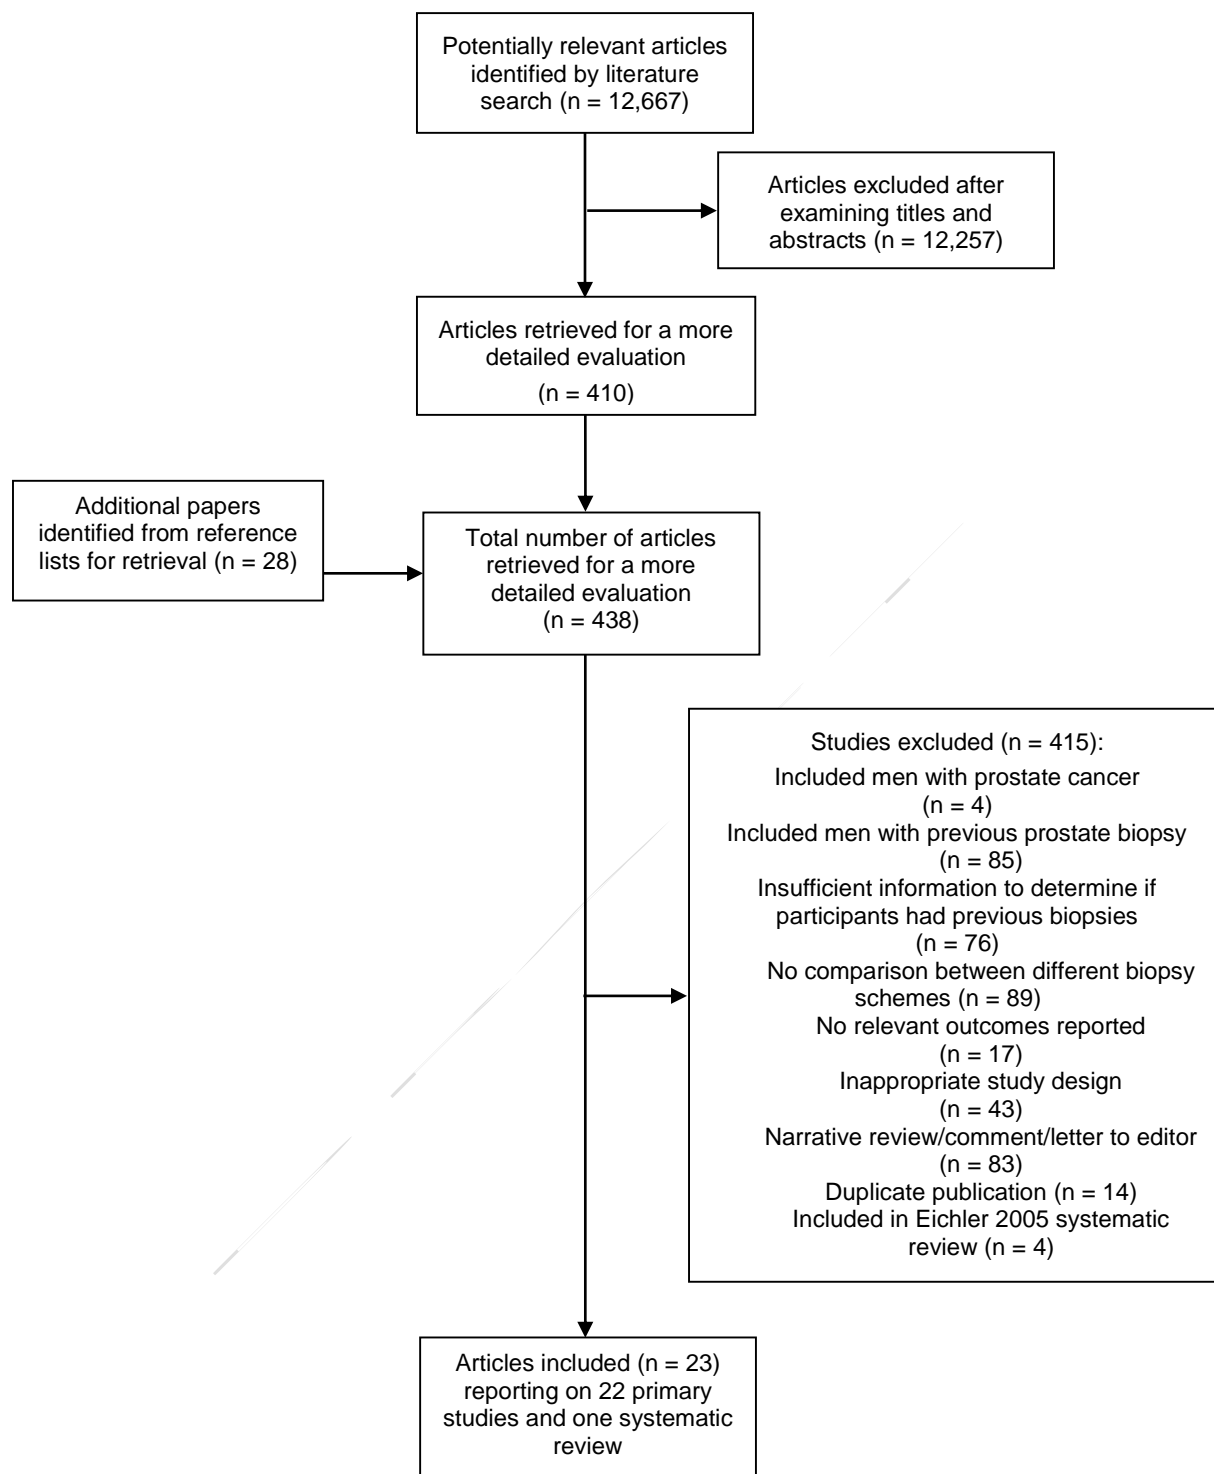 Potentially relevant articles
identified by literature
search (n = 12,667)
Articles excluded after
examining titles and
abstracts (n = 12,257)
Articles retrieved for a more
detailed evaluation
(n = 410)
Additional papers
identified from reference
lists for retrieval (n = 28)
Total number of articles
retrieved for a more
detailed evaluation
(n = 438)
Studies excluded (n = 415):
Included men with prostate cancer
(n = 4)
Included men with previous prostate biopsy
(n = 85)
Insufficient information to determine if
participants had previous biopsies
(n = 76)
No comparison between different biopsy
schemes (n = 89)
No relevant outcomes reported
(n = 17)
Inappropriate study design
(n = 43)
Narrative review/comment/letter to editor
(n = 83)
Duplicate publication (n = 14)
Included in Eichler 2005 systematic
review (n = 4)
Articles included (n = 23)
reporting on 22 primary
studies and one systematic
review